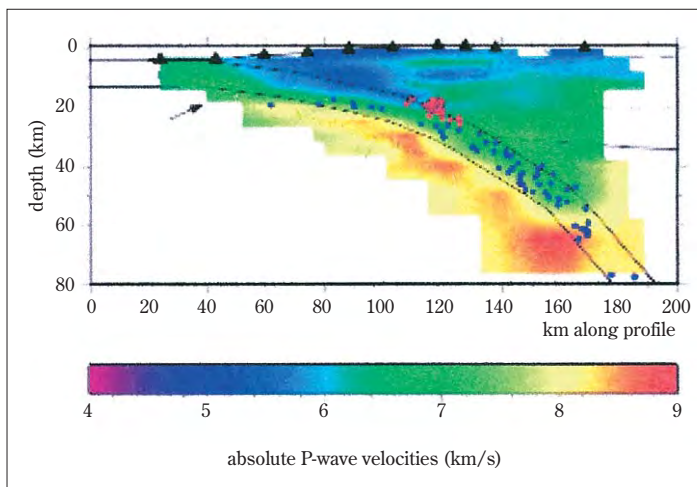 0
20
40
60
80
depth (km)
0 20 40 60 80 100 120 140 160 180 200
km along profile
4 5 6 7 8 9
absolute P-wave velocities (km/s)